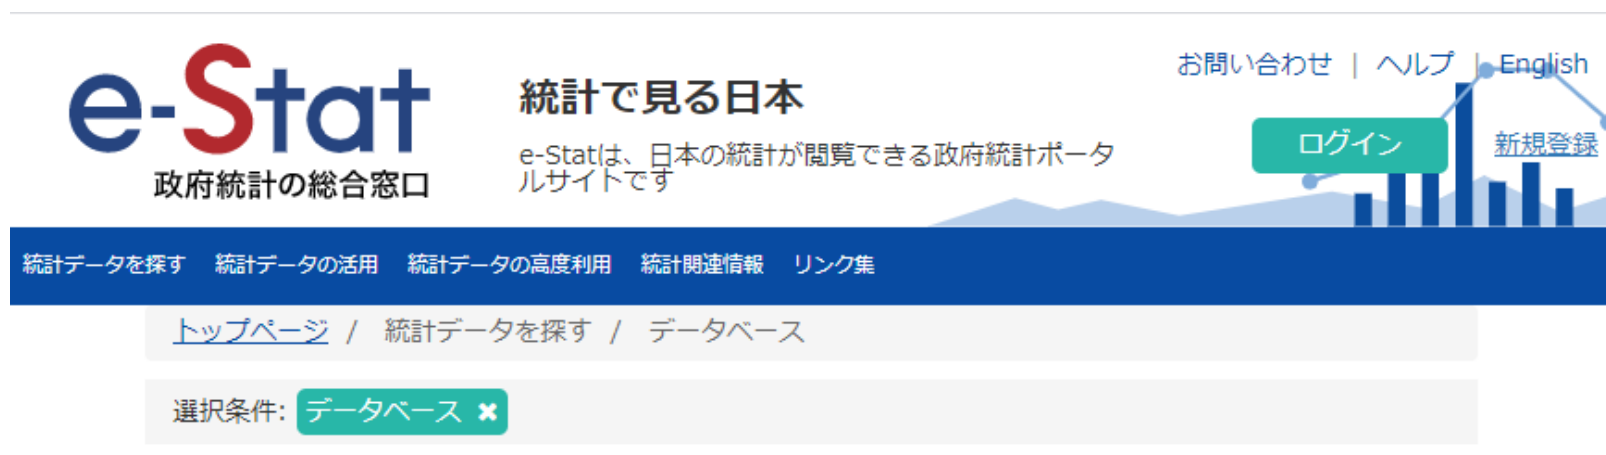 e-Stat
政府統計の総合窓口
統計で見る日本
e-Statは、日本の統計が閲覧できる政府統計ポータ
ルサイトです
お問い合わせ | ヘルプ | English
ログイン 新規登録
統計データを探す 統計データの活用 統計データの高度利用 統計関連情報 リンク集
トップページ / 統計データを探す / データベース
選択条件: データベース ✖